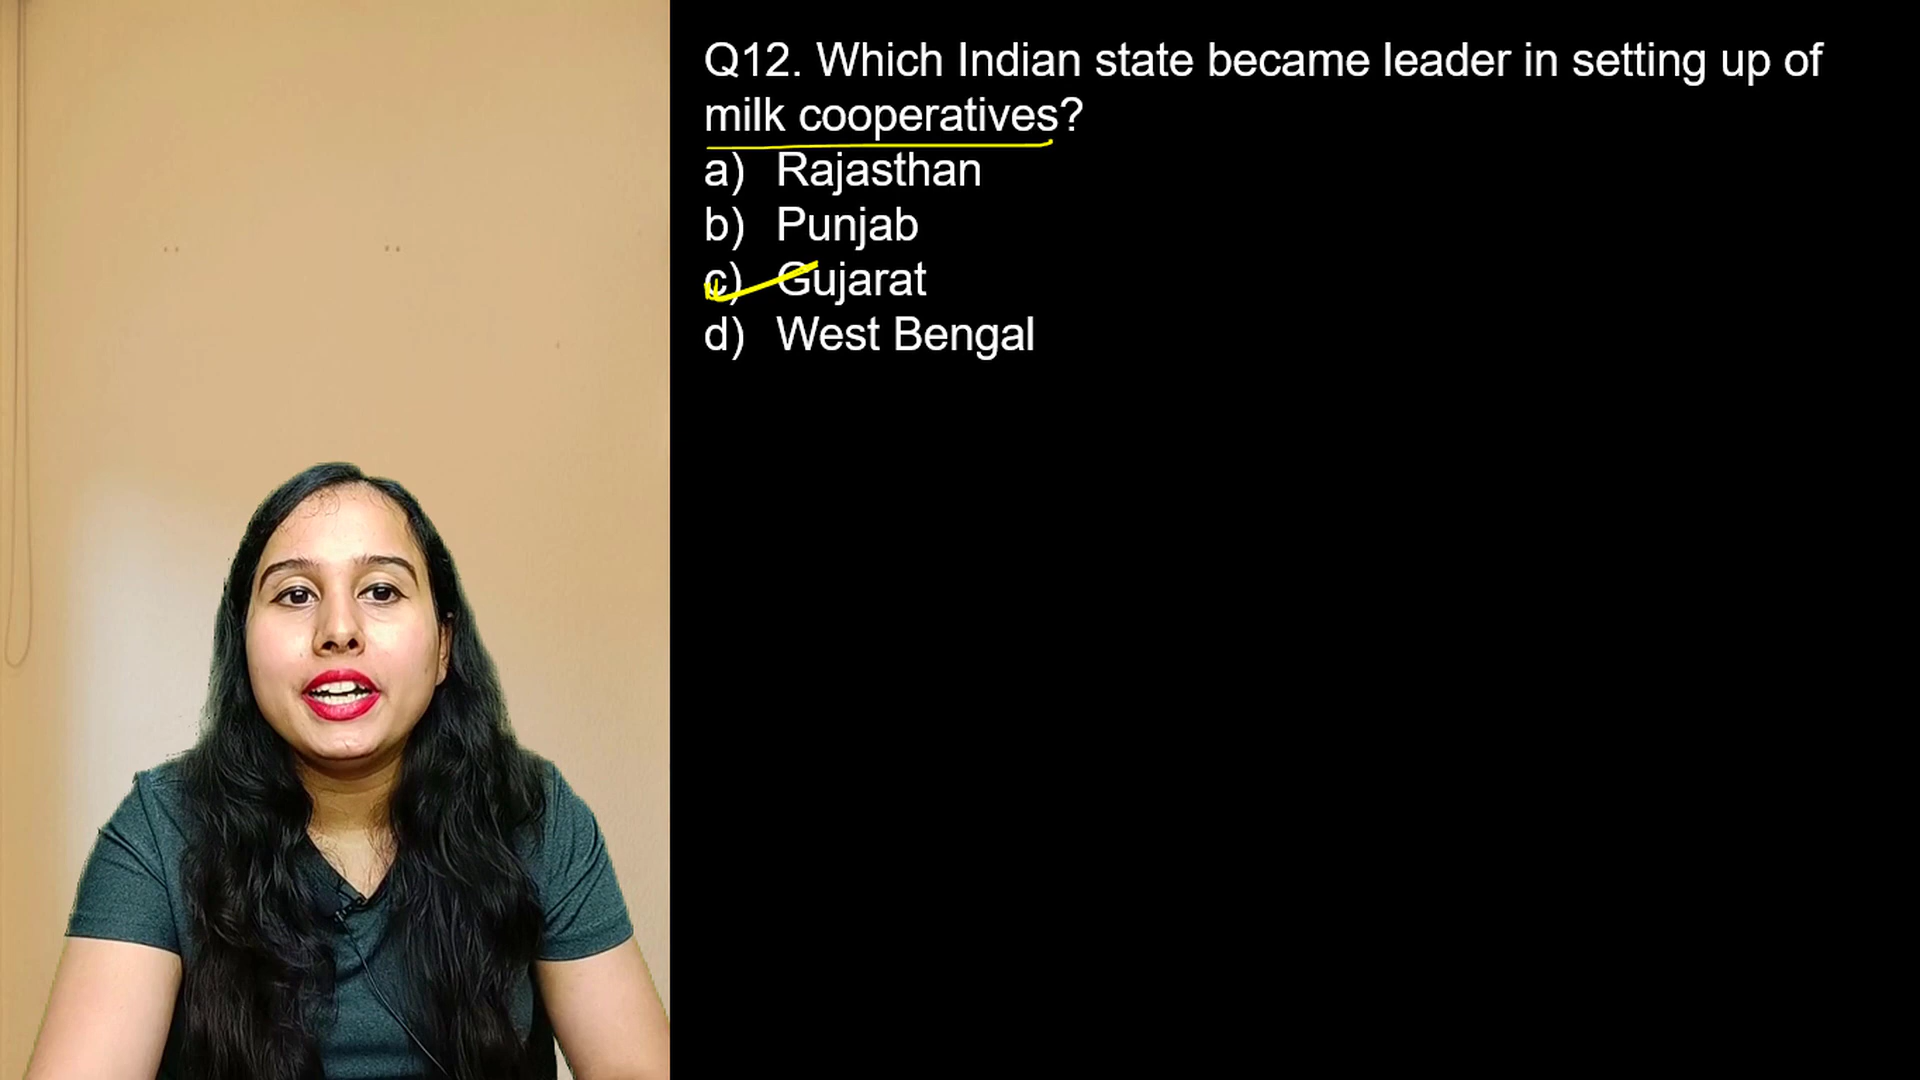 Q12. Which Indian state became leader in setting up of
milk cooperatives?
a) Rajasthan
b) Punjab
c) Gujarat
d) West Bengal